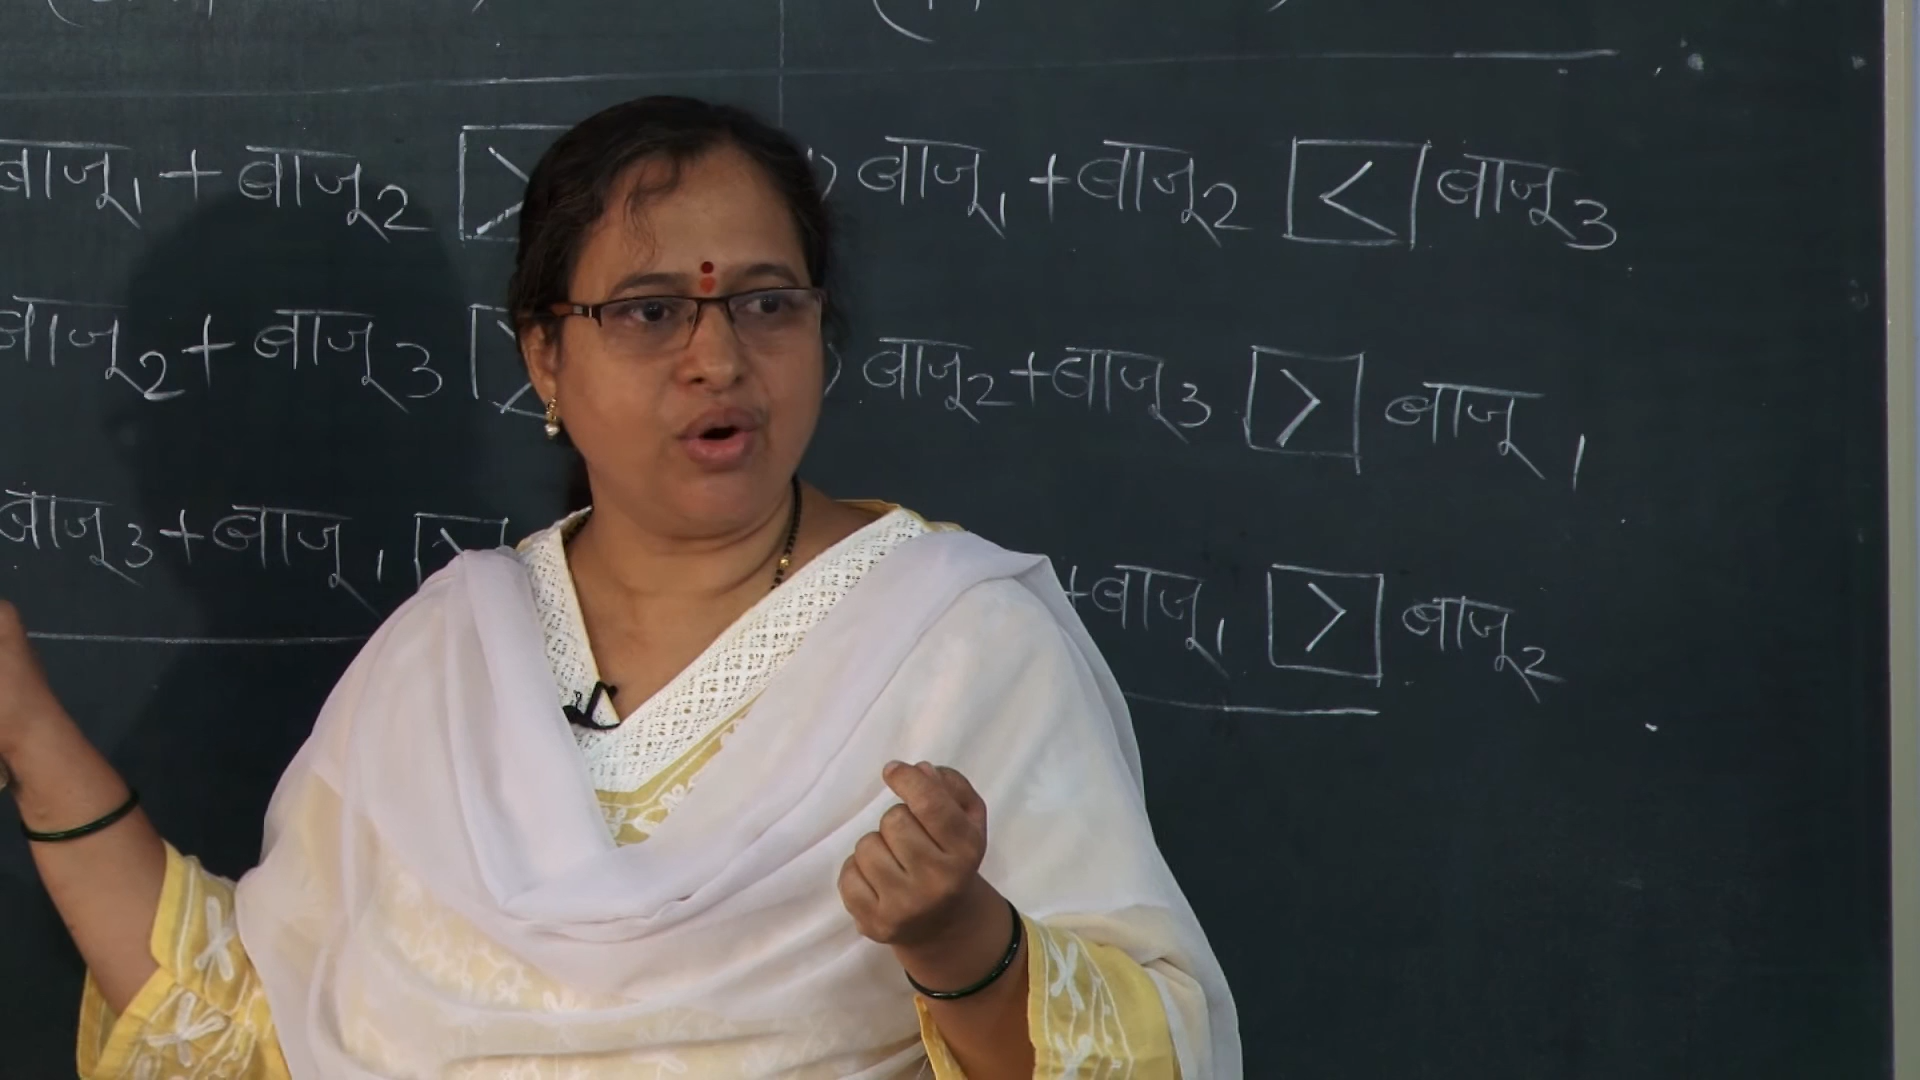 बाजू₁ + बाजू₂ > ) बाजू₁ + बाजू₂ < बाजू₃
बाजू₂ + बाजू₃ > ) बाजू₂ + बाजू₃ > बाजू₁
बाजू₃ + बाजू₁ > + बाजू₁ > बाजू₂